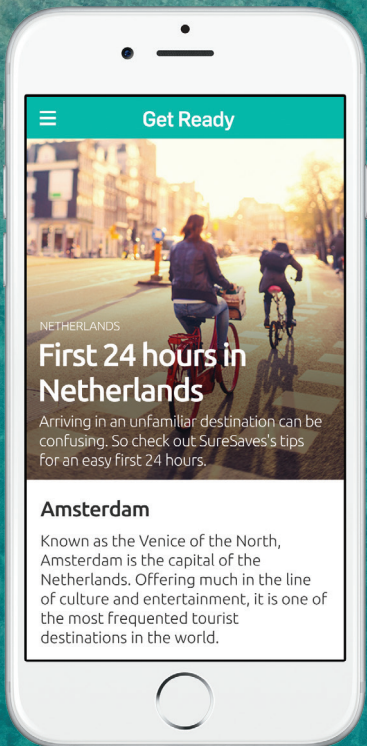 Get Ready
NETHERLANDS
First 24 hours in
Netherlands
Arriving in an unfamiliar destination can be
confusing. So check out SureSaves's tips
for an easy first 24 hours.
Amsterdam
Known as the Venice of the North,
Amsterdam is the capital of the
Netherlands. Offering much in the line
of culture and entertainment, it is one of
the most frequented tourist
destinations in the world.